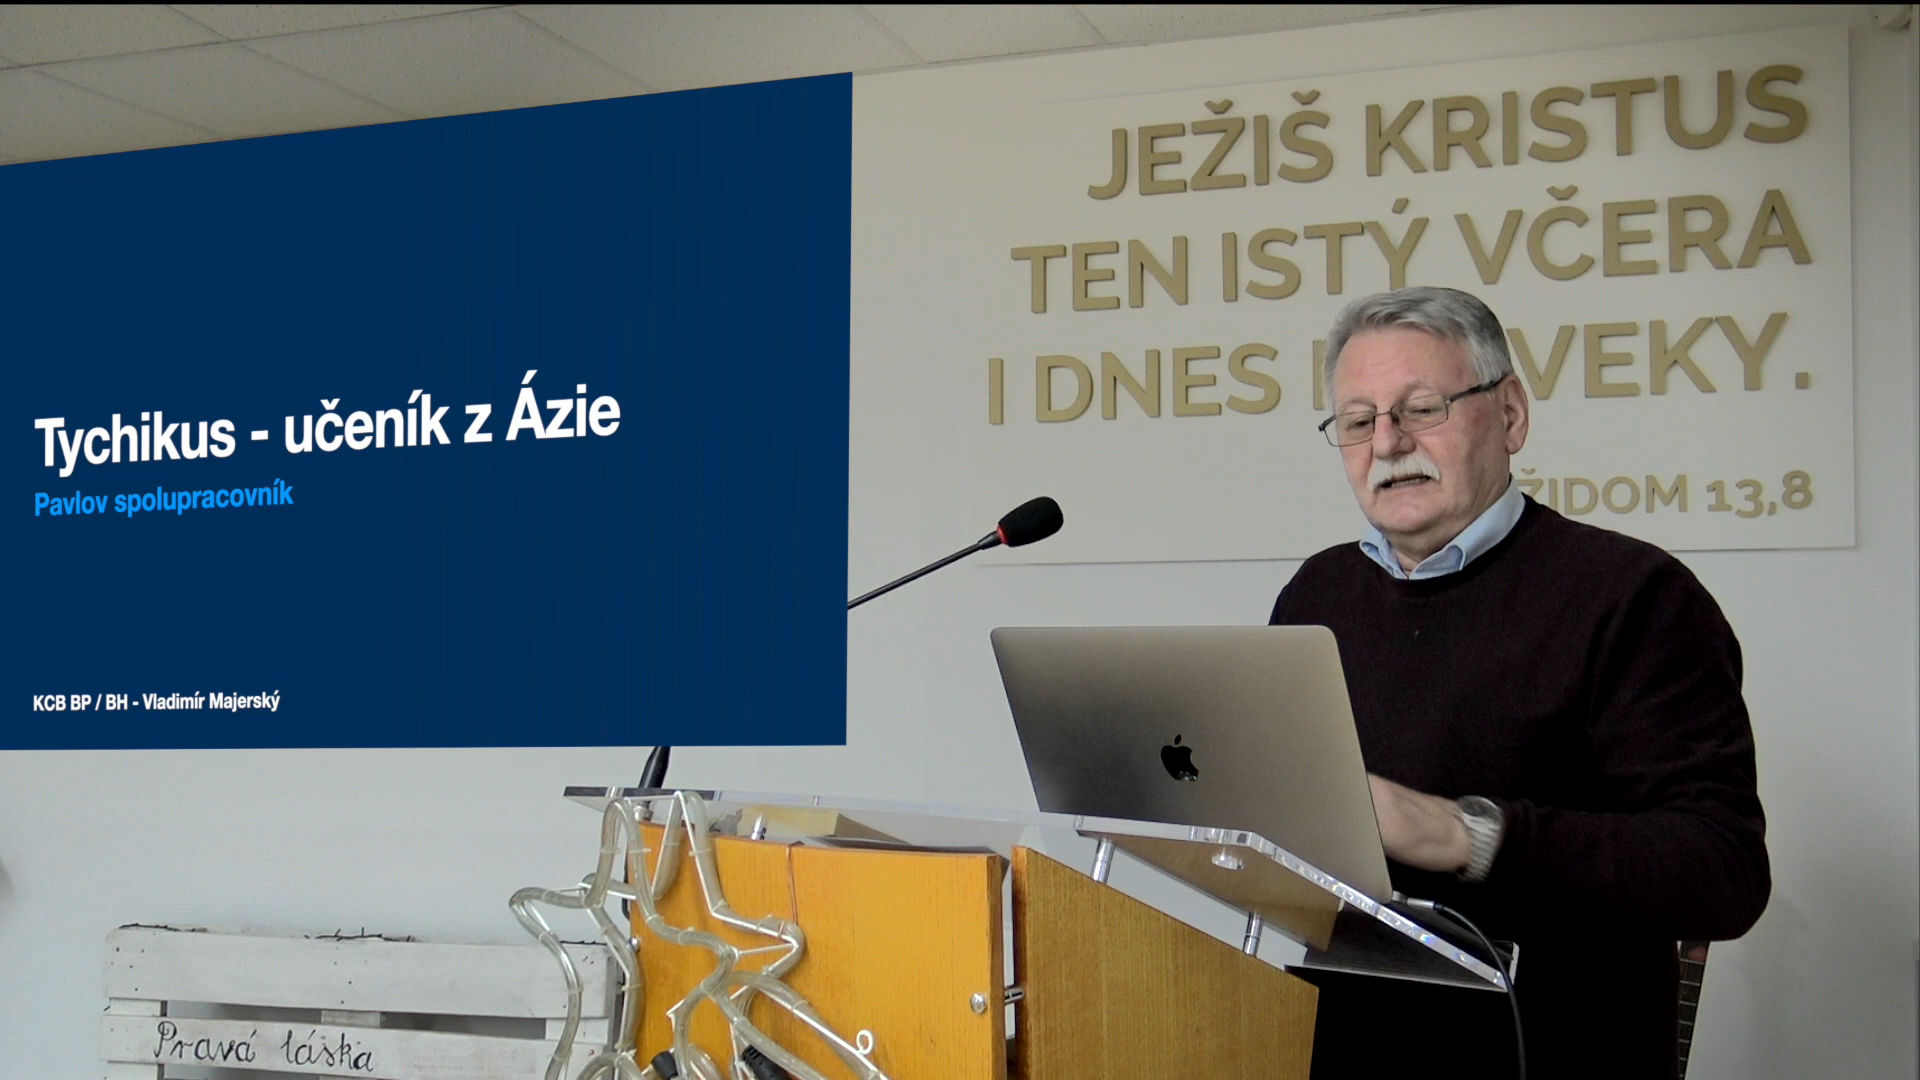 Tychikus - učeník z Ázie
Pavlov spolupracovník
KCB BP / BH - Vladimír Majerský
JEŽIŠ KRISTUS
TEN ISTÝ VČERA
I DNES VEKY.
ŽIDOM 13,8
Pravá láska